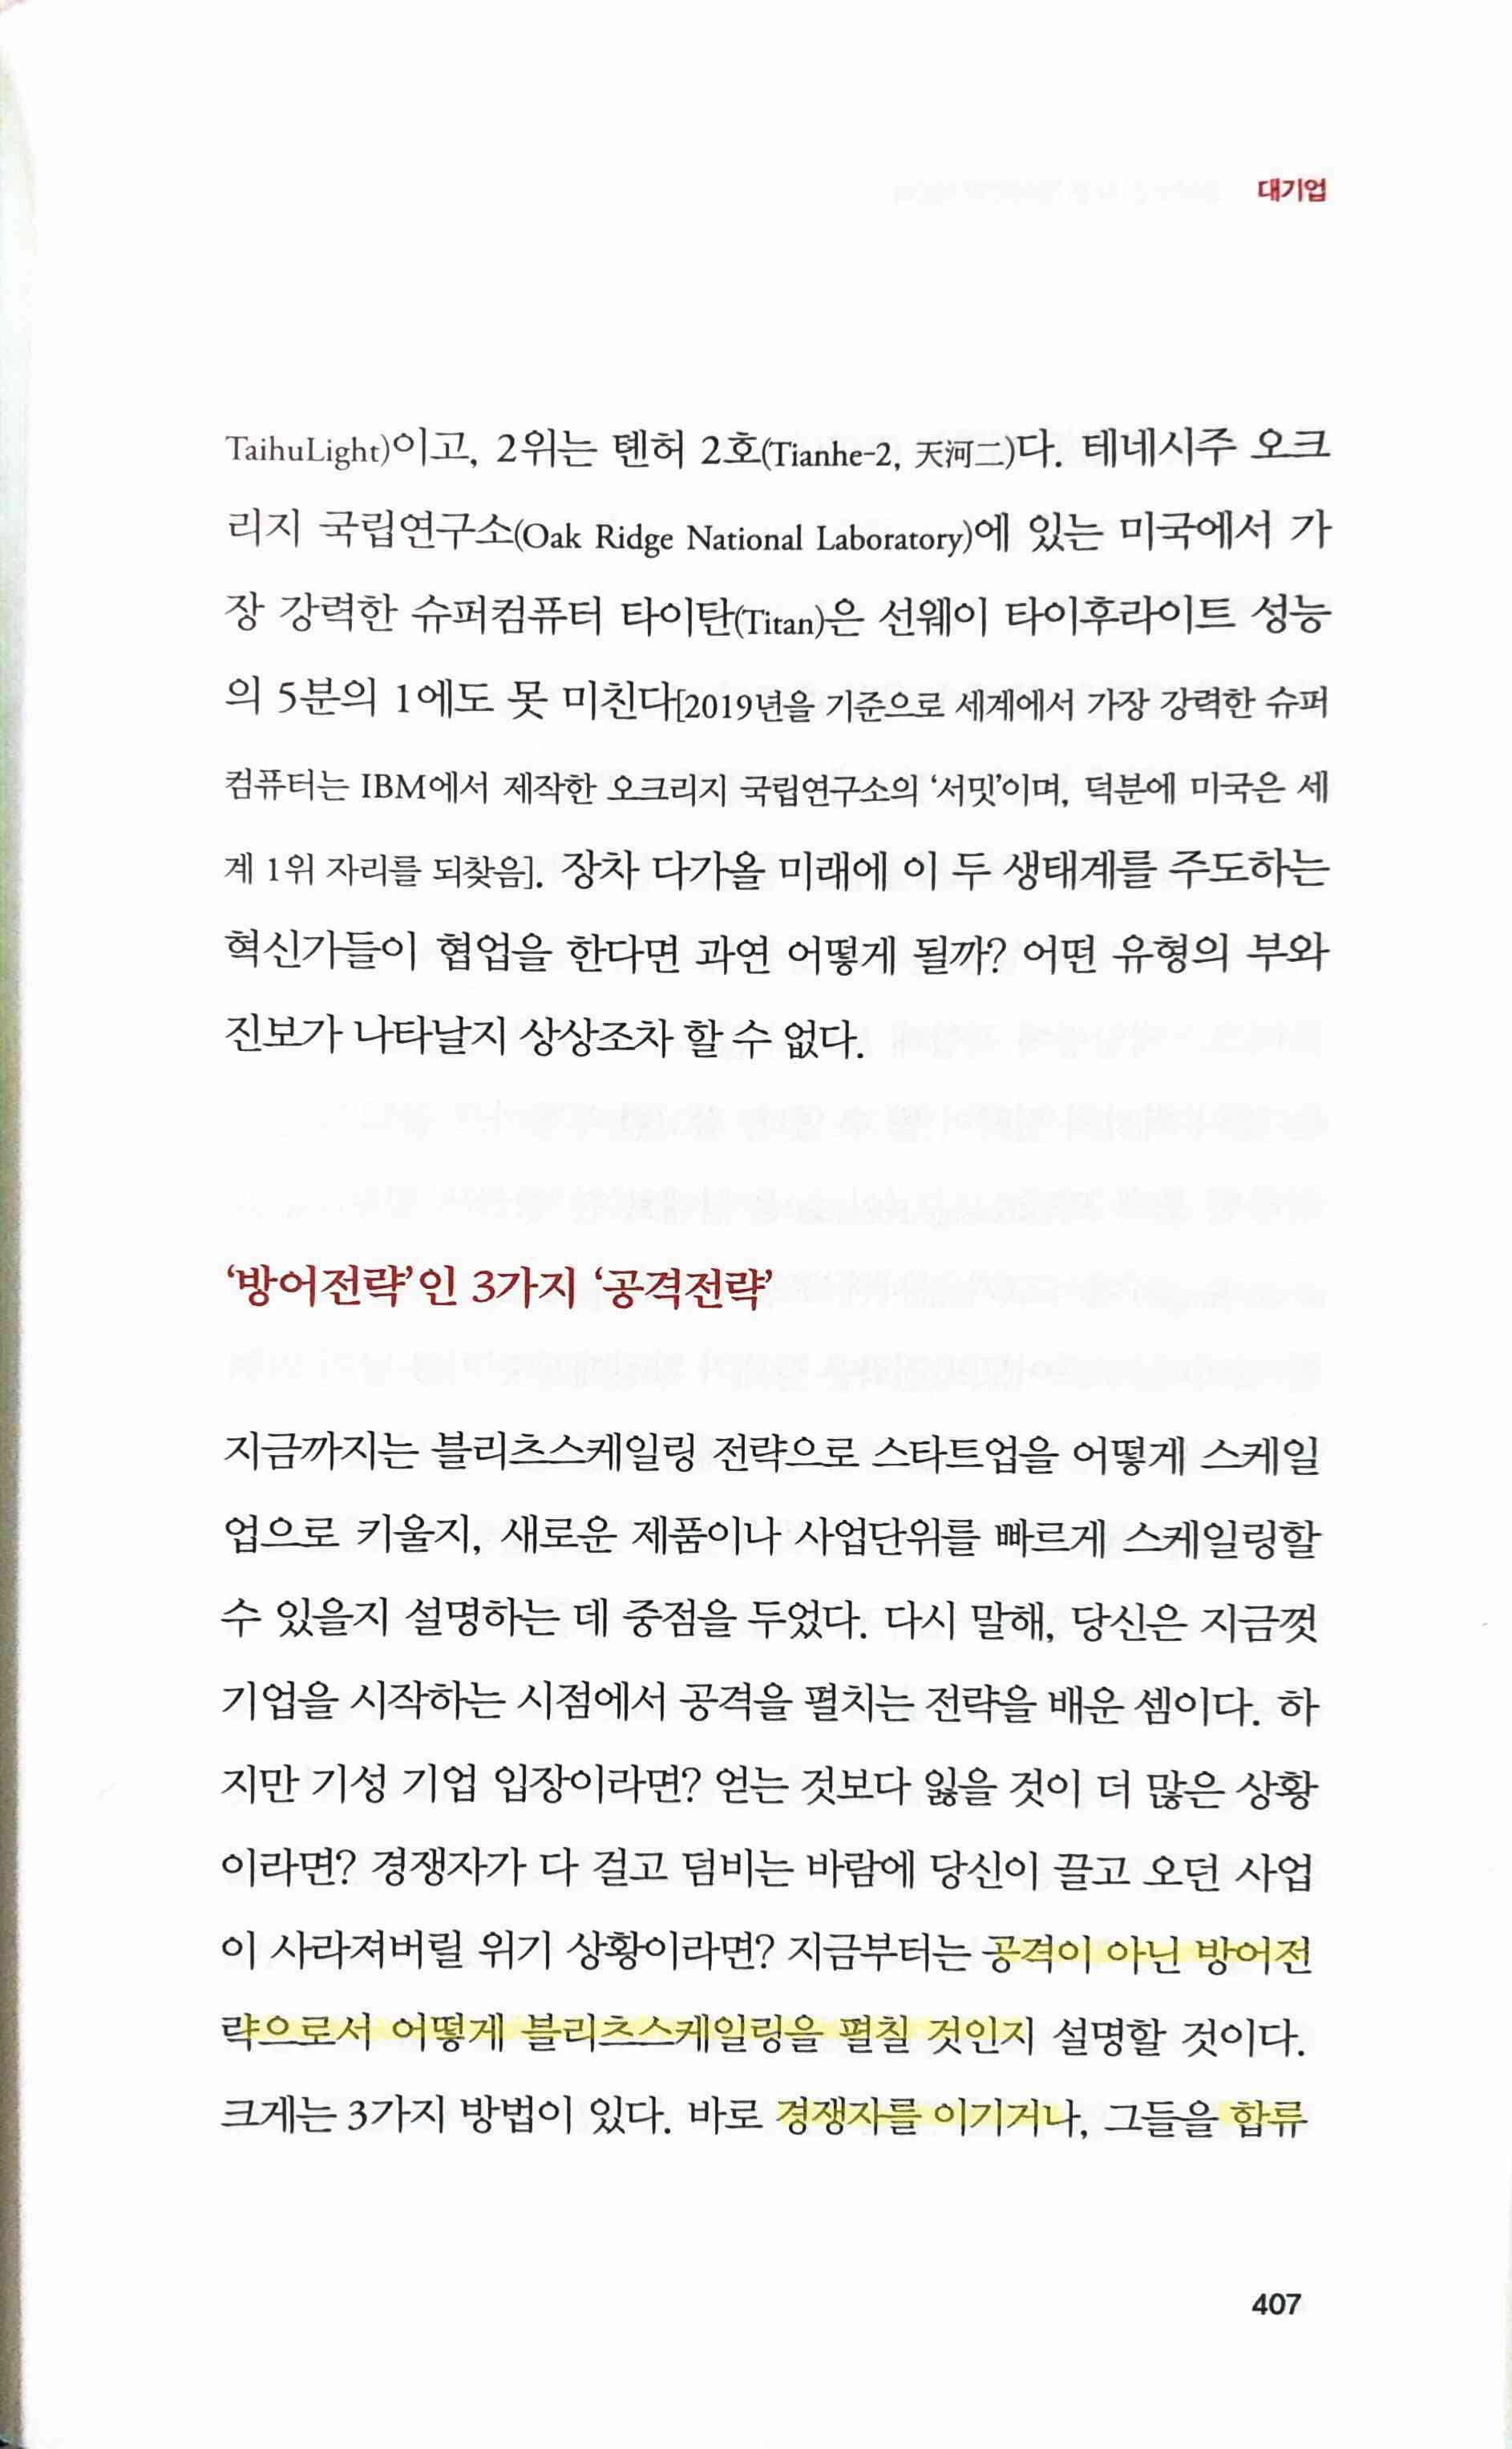 대기업
TaihuLight)이고, 2위는 톈허 2호(Tianhe-2, 天河二)다. 테네시주 오크
리지 국립연구소(Oak Ridge National Laboratory)에 있는 미국에서 가
장 강력한 슈퍼컴퓨터 타이탄(Titan)은 선웨이 타이후라이트 성능
의 5분의 1에도 못 미친다[2019년을 기준으로 세계에서 가장 강력한 슈퍼
컴퓨터는 IBM에서 제작한 오크리지 국립연구소의 ‘서밋’이며, 덕분에 미국은 세
계 1위 자리를 되찾음]. 장차 다가올 미래에 이 두 생태계를 주도하는
혁신가들이 협업을 한다면 과연 어떻게 될까? 어떤 유형의 부와
진보가 나타날지 상상조차 할 수 없다.
‘방어전략’인 3가지 ‘공격전략’
지금까지는 블리츠스케일링 전략으로 스타트업을 어떻게 스케일
업으로 키울지, 새로운 제품이나 사업단위를 빠르게 스케일링할
수 있을지 설명하는 데 중점을 두었다. 다시 말해, 당신은 지금껏
기업을 시작하는 시점에서 공격을 펼치는 전략을 배운 셈이다. 하
지만 기성 기업 입장이라면? 얻는 것보다 잃을 것이 더 많은 상황
이라면? 경쟁자가 다 걸고 덤비는 바람에 당신이 끌고 오던 사업
이 사라져버릴 위기 상황이라면? 지금부터는 공격이 아닌 방어전
략으로서 어떻게 블리츠스케일링을 펼칠 것인지 설명할 것이다.
크게는 3가지 방법이 있다. 바로 경쟁자를 이기거나, 그들을 합류
407